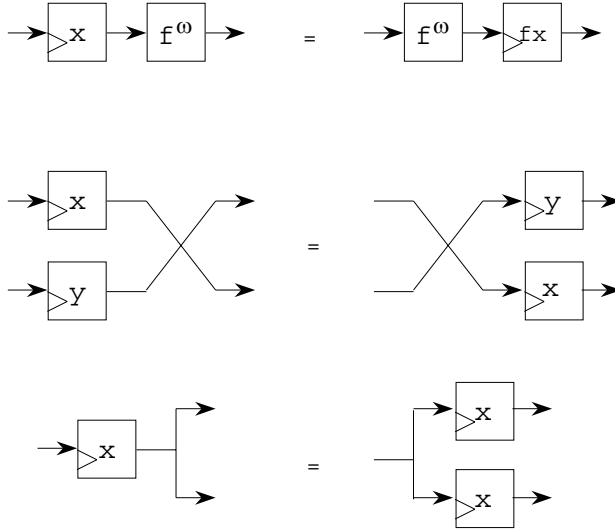 x f^ω = f^ω fx
x y
=
y x
x = x
x